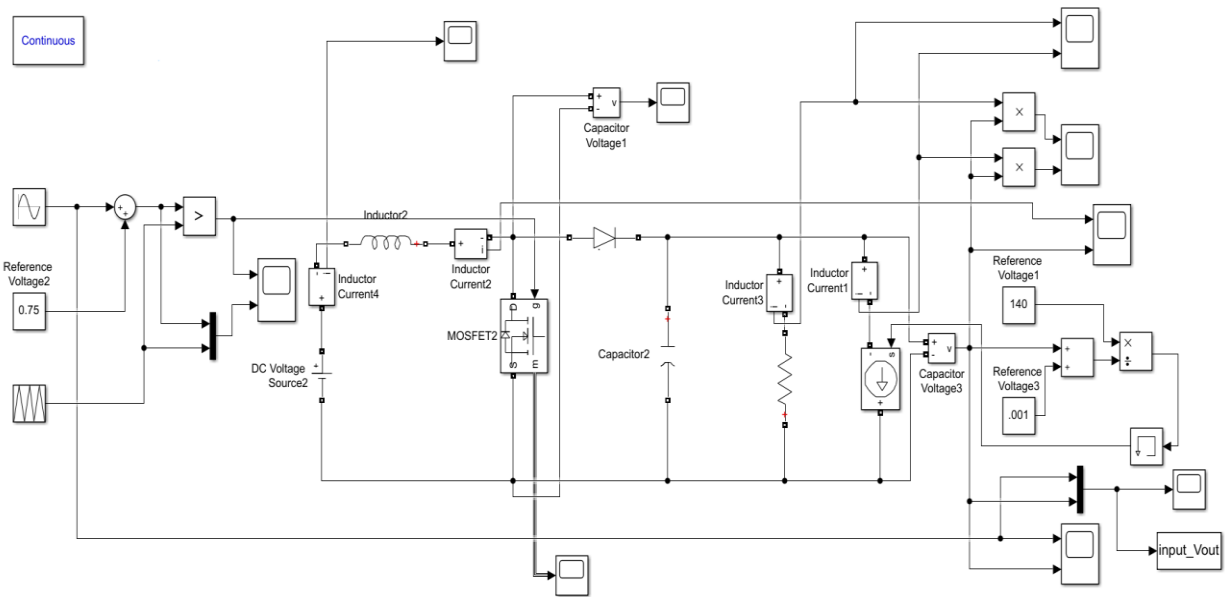 Continuous
+
-
v
Capacitor
Voltage1
×
×
+
+
>
Inductor2
+
-
i
Inductor
Current2
Reference
Voltage2
0.75
-
i
+
Inductor
Current4
MOSFET2
D
g
S
m
DC Voltage
Source2
+
Capacitor2
Inductor
Current3
+
i
-
Inductor
Current1
+
i
-
-
s
+
+
-
v
Capacitor
Voltage3
Reference
Voltage1
140
Reference
Voltage3
.001
+
+
×
÷
input_Vout